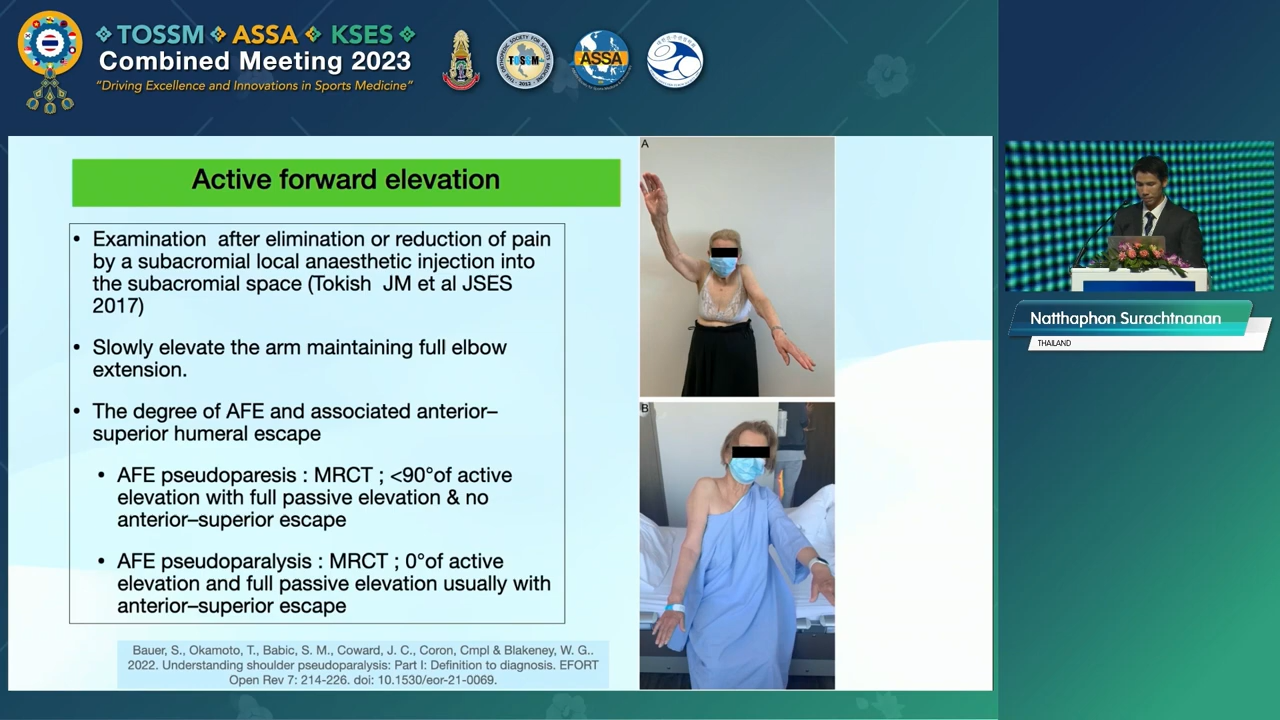 TOSSM ASSA KSES
Combined Meeting 2023
“Driving Excellence and Innovations in Sports Medicine”
TOSSM
ASSA
Active forward elevation
• Examination after elimination or reduction of pain
by a subacromial local anaesthetic injection into
the subacromial space (Tokish JM et al JSES
2017)
• Slowly elevate the arm maintaining full elbow
extension.
• The degree of AFE and associated anterior–
superior humeral escape
• AFE pseudoparesis : MRCT ; <90°of active
elevation with full passive elevation & no
anterior–superior escape
• AFE pseudoparalysis : MRCT ; 0°of active
elevation and full passive elevation usually with
anterior–superior escape
Bauer, S., Okamoto, T., Babic, S. M., Coward, J. C., Coron, Cmpl & Blakeney, W. G..
2022. Understanding shoulder pseudoparalysis: Part I: Definition to diagnosis. EFORT
Open Rev 7: 214-226. doi: 10.1530/eor-21-0069.
A
B
Natthaphon Surachtnanan
THAILAND